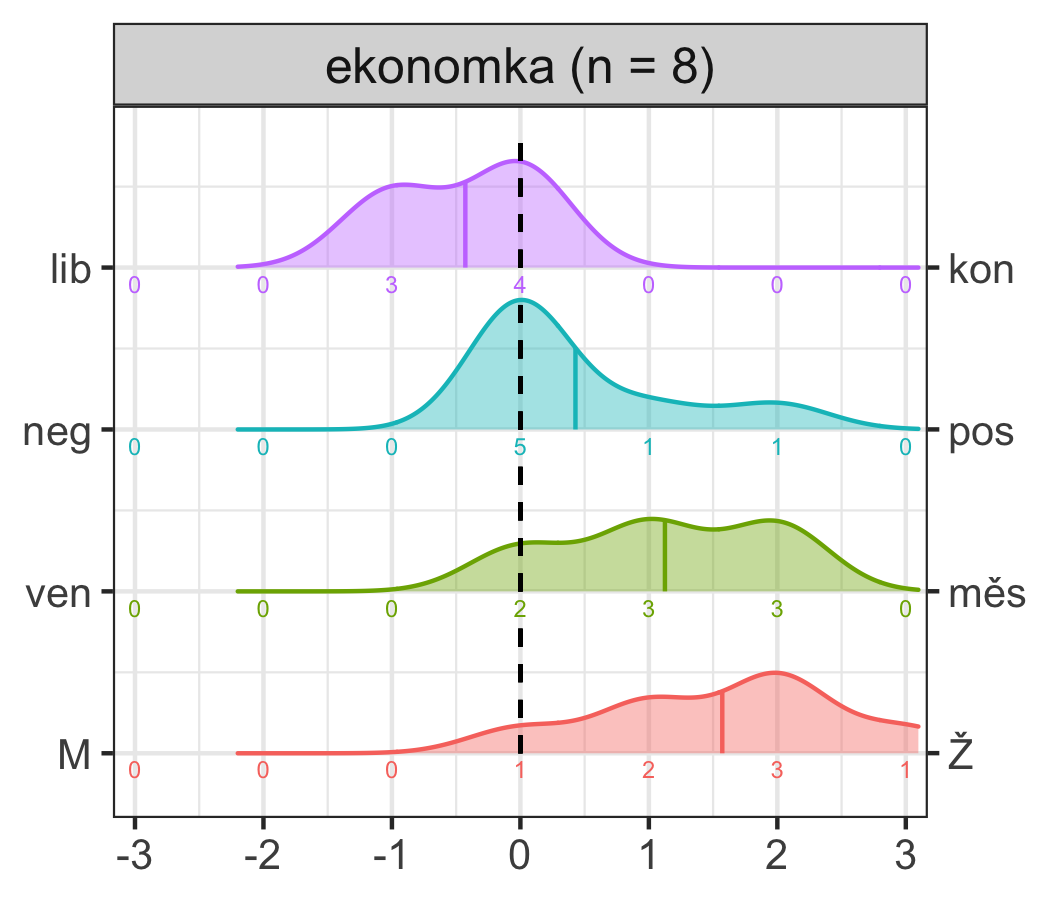 ekonomka (n = 8)
lib kon
0 0 3 4 0 0 0
neg pos
0 0 0 5 1 1 0
ven měs
0 0 0 2 3 3 0
M Ž
0 0 0 1 2 3 1
-3 -2 -1 0 1 2 3